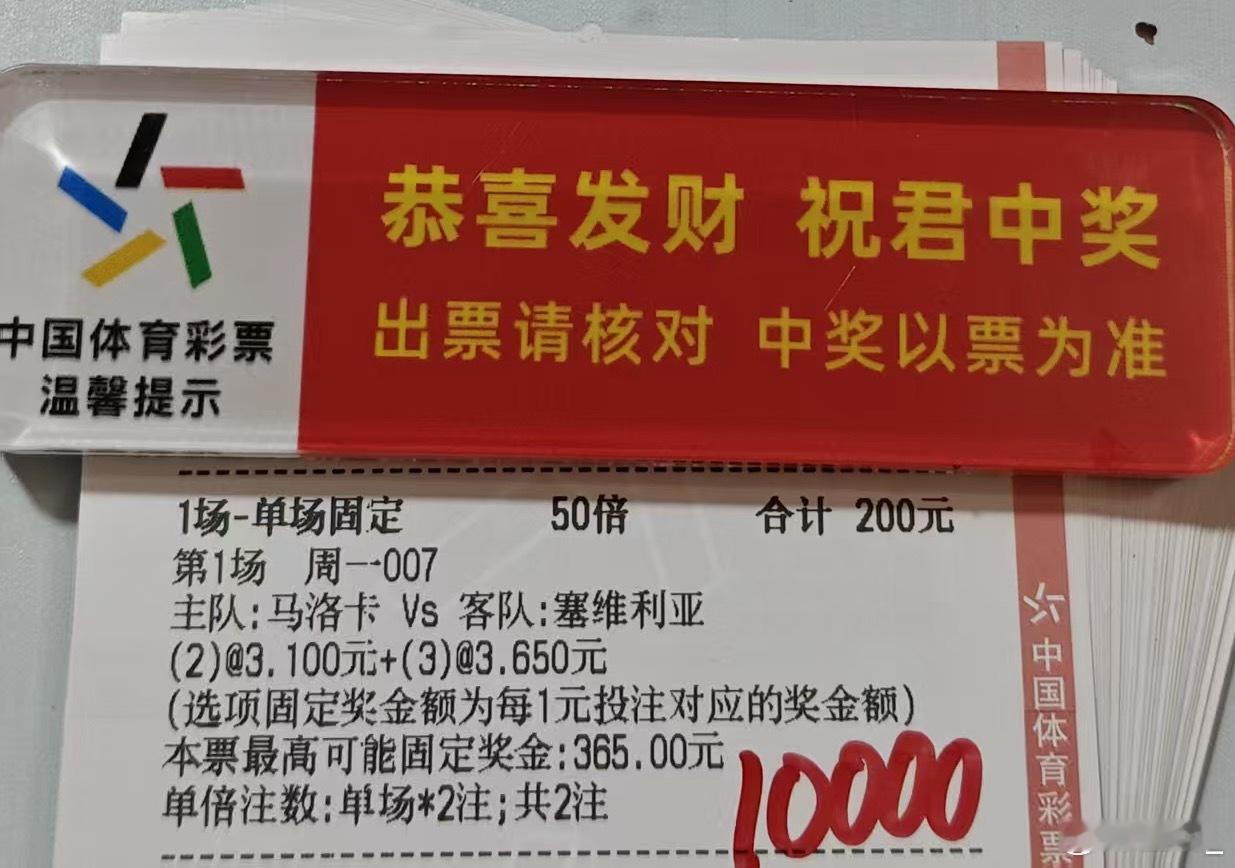 恭喜发财 祝君中奖
出票请核对 中奖以票为准
中国体育彩票
温馨提示
1场-单场固定 50倍 合计 200元
第1场 周一007
主队:马洛卡 Vs 客队:塞维利亚
(2)@3.100元+(3)@3.650元
(选项固定奖金额为每1元投注对应的奖金额)
本票最高可能固定奖金:365.00元
单倍注数:单场*2注;共2注
10000
中国体育彩票